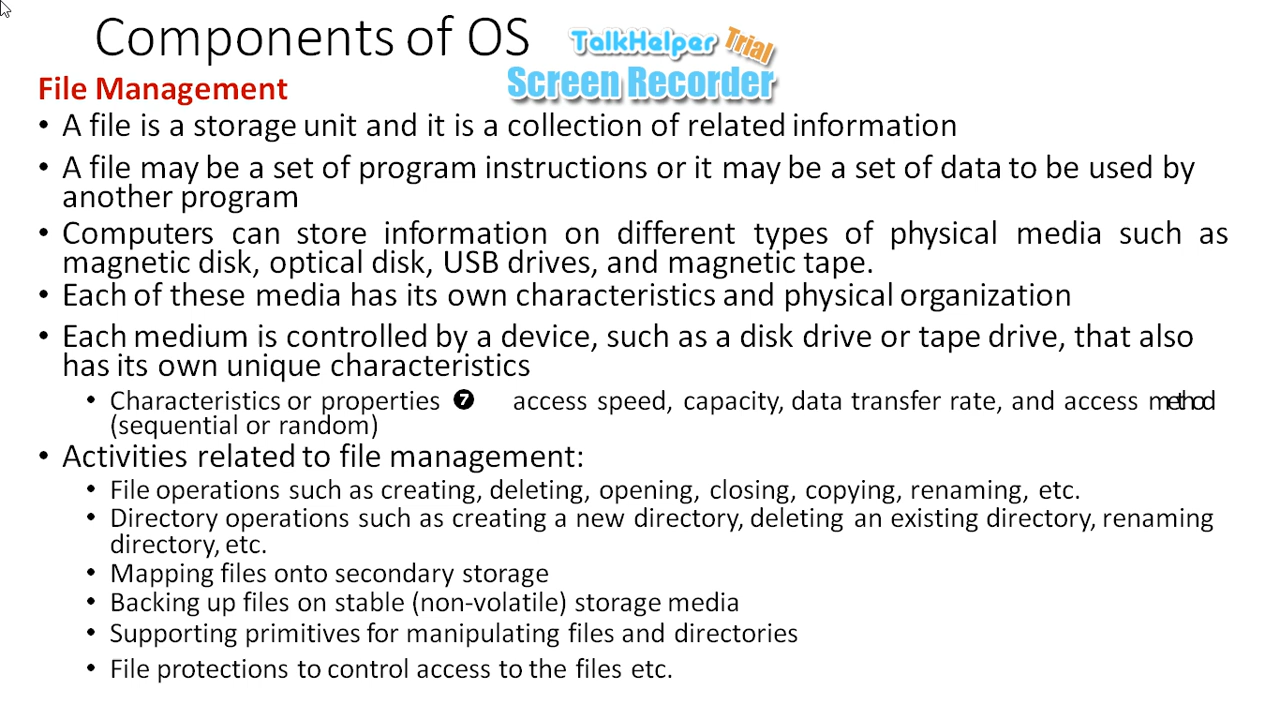 Components of OS
TalkHelper Trial
Screen Recorder
File Management
• A file is a storage unit and it is a collection of related information
• A file may be a set of program instructions or it may be a set of data to be used by
another program
• Computers can store information on different types of physical media such as
magnetic disk, optical disk, USB drives, and magnetic tape.
• Each of these media has its own characteristics and physical organization
• Each medium is controlled by a device, such as a disk drive or tape drive, that also
has its own unique characteristics
• Characteristics or properties ❼ access speed, capacity, data transfer rate, and access method
(sequential or random)
• Activities related to file management:
• File operations such as creating, deleting, opening, closing, copying, renaming, etc.
• Directory operations such as creating a new directory, deleting an existing directory, renaming
directory, etc.
• Mapping files onto secondary storage
• Backing up files on stable (non-volatile) storage media
• Supporting primitives for manipulating files and directories
• File protections to control access to the files etc.